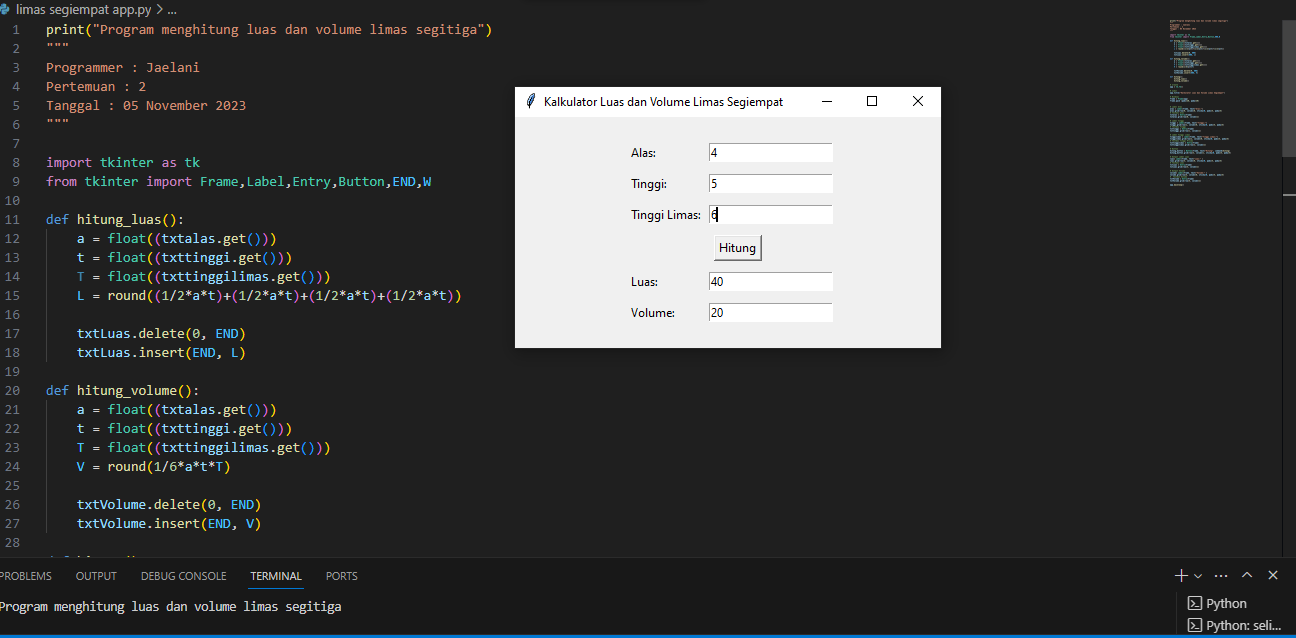 limas segiempat app.py > ...
1 print("Program menghitung luas dan volume limas segitiga")
2 """
3 Programmer : Jaelani
4 Pertemuan : 2
5 Tanggal : 05 November 2023
6 """
7
8 import tkinter as tk
9 from tkinter import Frame,Label,Entry,Button,END,W
10
11 def hitung_luas():
12     a = float((txtalas.get()))
13     t = float((txttinggi.get()))
14     T = float((txttinggilimas.get()))
15     L = round((1/2*a*t)+(1/2*a*t)+(1/2*a*t)+(1/2*a*t))
16
17     txtLuas.delete(0, END)
18     txtLuas.insert(END, L)
19
20 def hitung_volume():
21     a = float((txtalas.get()))
22     t = float((txttinggi.get()))
23     T = float((txttinggilimas.get()))
24     V = round(1/6*a*t*T)
25
26     txtVolume.delete(0, END)
27     txtVolume.insert(END, V)
28
Kalkulator Luas dan Volume Limas Segiempat
Alas: 4
Tinggi: 5
Tinggi Limas: 6
Hitung
Luas: 40
Volume: 20
PROBLEMS OUTPUT DEBUG CONSOLE TERMINAL PORTS
Program menghitung luas dan volume limas segitiga
Python
Python: seli...